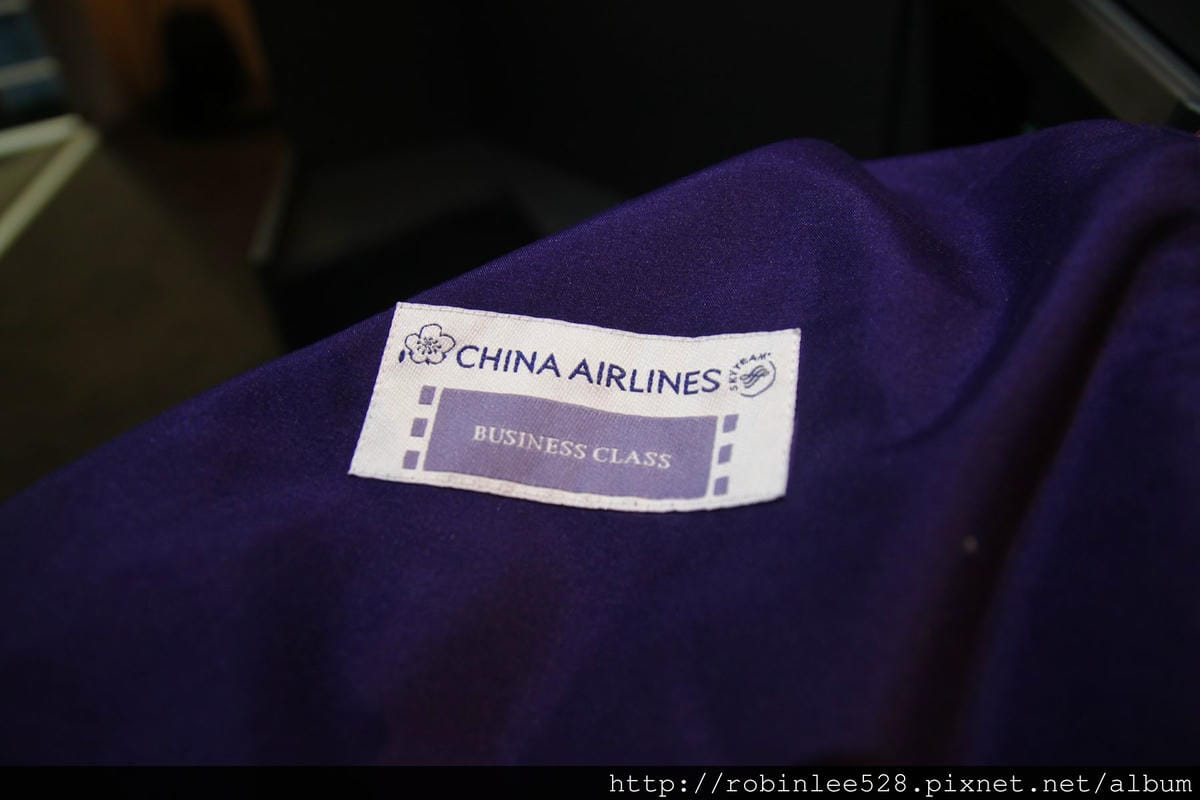 CHINA AIRLINES
SKYTEAM
BUSINESS CLASS
http://robinlee528.pixnet.net/album